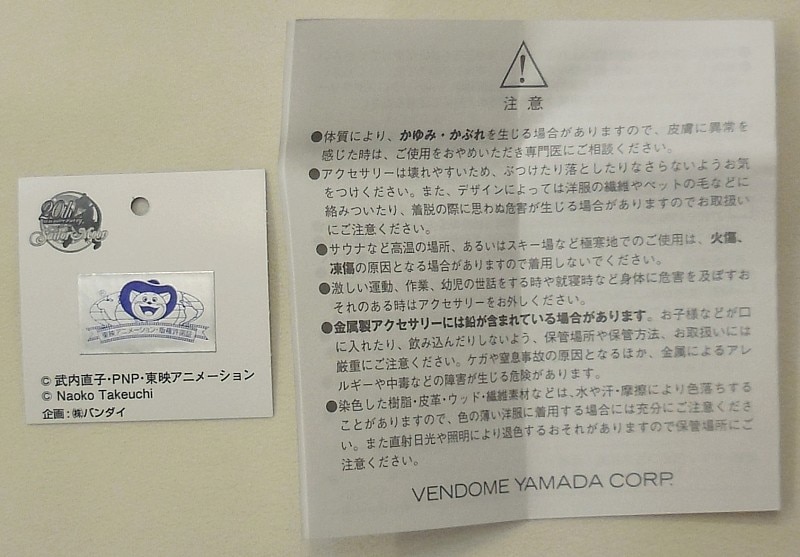 20th
Sailor Moon
東映アニメーション・版権許諾証
© 武内直子・PNP・東映アニメーション
© Naoko Takeuchi
企画：㈱バンダイ
注意
●体質により、かゆみ・かぶれを生じる場合がありますので、皮膚に異常を
感じた時は、ご使用をおやめいただき専門医にご相談ください。
●アクセサリーは壊れやすいため、ぶつけたり落としたりなさらないようお気
をつけください。また、デザインによっては洋服の繊維やペットの毛などに
絡みついたり、着脱の際に思わぬ危害が生じる場合がありますのでお取扱い
にご注意ください。
●サウナなど高温の場所、あるいはスキー場など極寒地でのご使用は、火傷、
凍傷の原因となる場合がありますので着用しないでください。
●激しい運動、作業、幼児の世話をする時や就寝時など身体に危害を及ぼすお
それのある時はアクセサリーをお外しください。
●金属製アクセサリーには鉛が含まれている場合があります。お子様などが口
に入れたり、飲み込んだりしないよう、保管場所や保管方法、お取扱いには
厳重にご注意ください。ケガや窒息事故の原因となるほか、金属によるアレ
ルギーや中毒などの障害が生じる危険があります。
●染色した樹脂・皮革・ウッド・繊維素材などは、水や汗・摩擦により色落ちする
ことがありますので、色の薄い洋服に着用する場合には充分にご注意くださ
い。また直射日光や照明により退色するおそれがありますので保管場所にご
注意ください。
VENDOME YAMADA CORP.